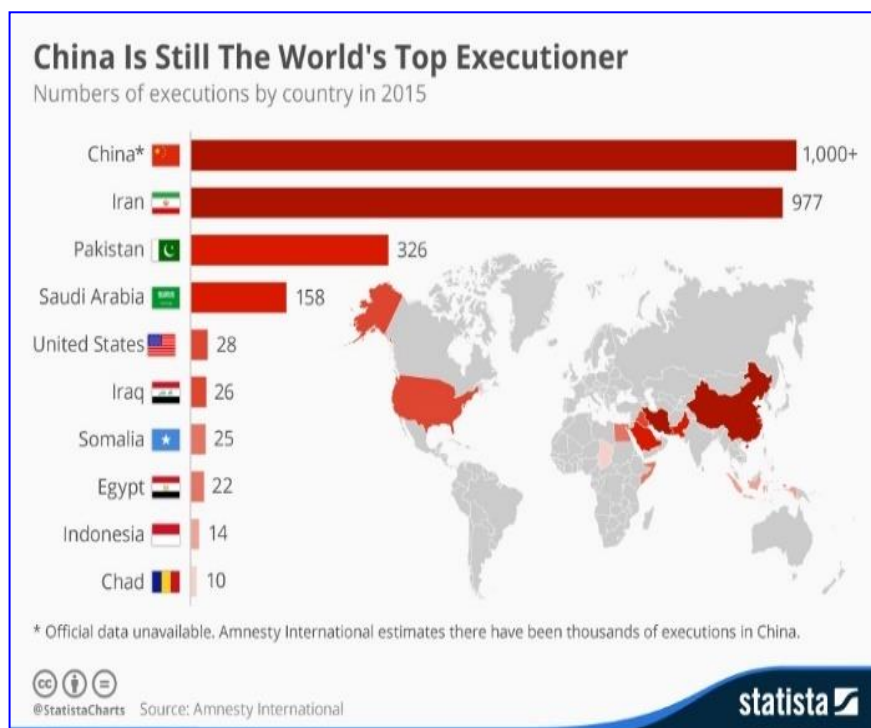 China Is Still The World's Top Executioner
Numbers of executions by country in 2015
China* 1,000+
Iran 977
Pakistan 326
Saudi Arabia 158
United States 28
Iraq 26
Somalia 25
Egypt 22
Indonesia 14
Chad 10
* Official data unavailable. Amnesty International estimates there have been thousands of executions in China.
cc
@StatistaCharts Source: Amnesty International
statista